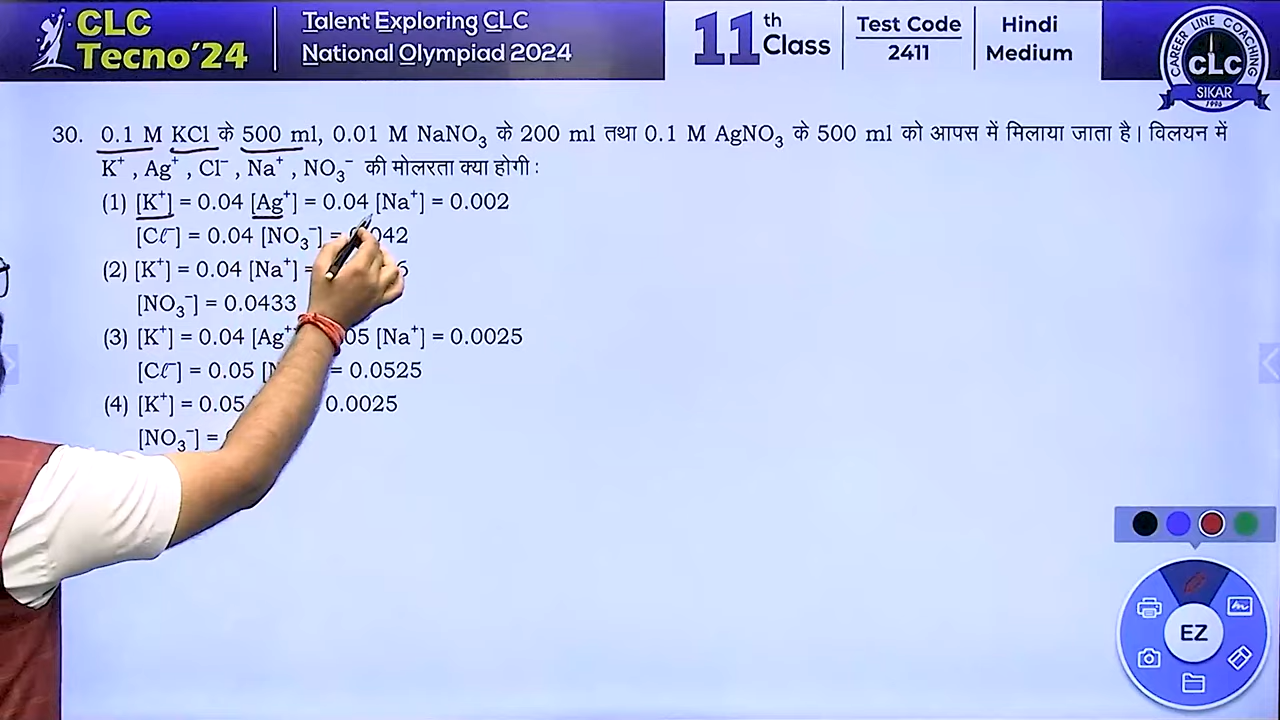 CLC
Tecno'24
Talent Exploring CLC
National Olympiad 2024
11th Class
Test Code
2411
Hindi
Medium
CAREER LINE COACHING
CLC
SIKAR
1996
30. 0.1 M KCl के 500 ml, 0.01 M NaNO₃ के 200 ml तथा 0.1 M AgNO₃ के 500 ml को आपस में मिलाया जाता है। विलयन में
K⁺ , Ag⁺ , Cl⁻ , Na⁺ , NO₃⁻ की मोलरता क्या होगी :
(1) [K⁺] = 0.04 [Ag⁺] = 0.04 [Na⁺] = 0.002
[Cℓ⁻] = 0.04 [NO₃⁻] = 042
(2) [K⁺] = 0.04 [Na⁺] =
[NO₃⁻] = 0.0433
(3) [K⁺] = 0.04 [Ag⁺ 05 [Na⁺] = 0.0025
[Cℓ⁻] = 0.05 = 0.0525
(4) [K⁺] = 0.05 0.0025
[NO₃⁻] =
EZ